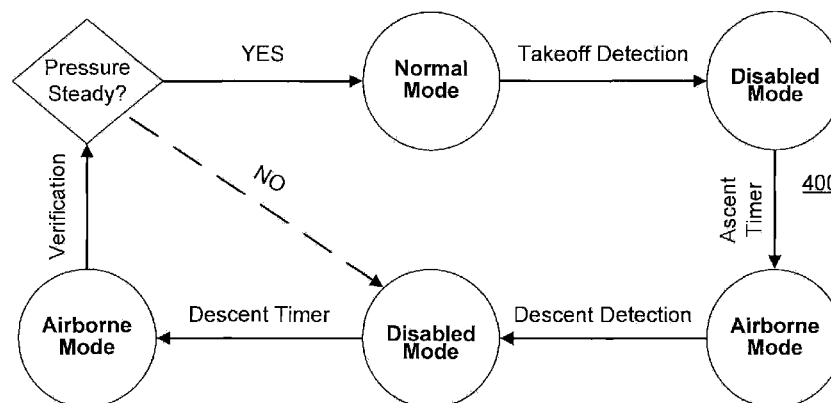 Pressure
Steady?
YES
Normal
Mode
Takeoff Detection
Disabled
Mode
Ascent
Timer
400
NO
Verification
Airborne
Mode
Descent Timer
Disabled
Mode
Descent Detection
Airborne
Mode